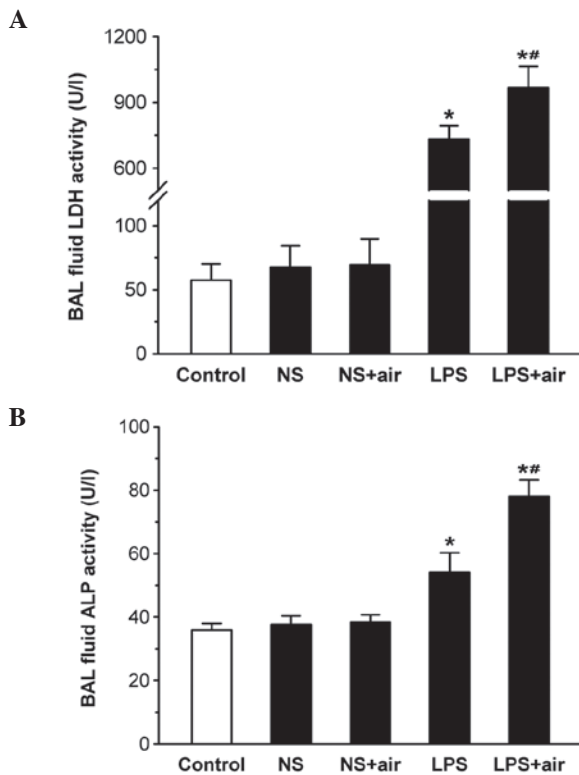 A
BAL fluid LDH activity (U/l)
1200
900
600
100
50
0
*
*#
Control NS NS+air LPS LPS+air
B
BAL fluid ALP activity (U/l)
100
80
60
40
20
0
*
*#
Control NS NS+air LPS LPS+air